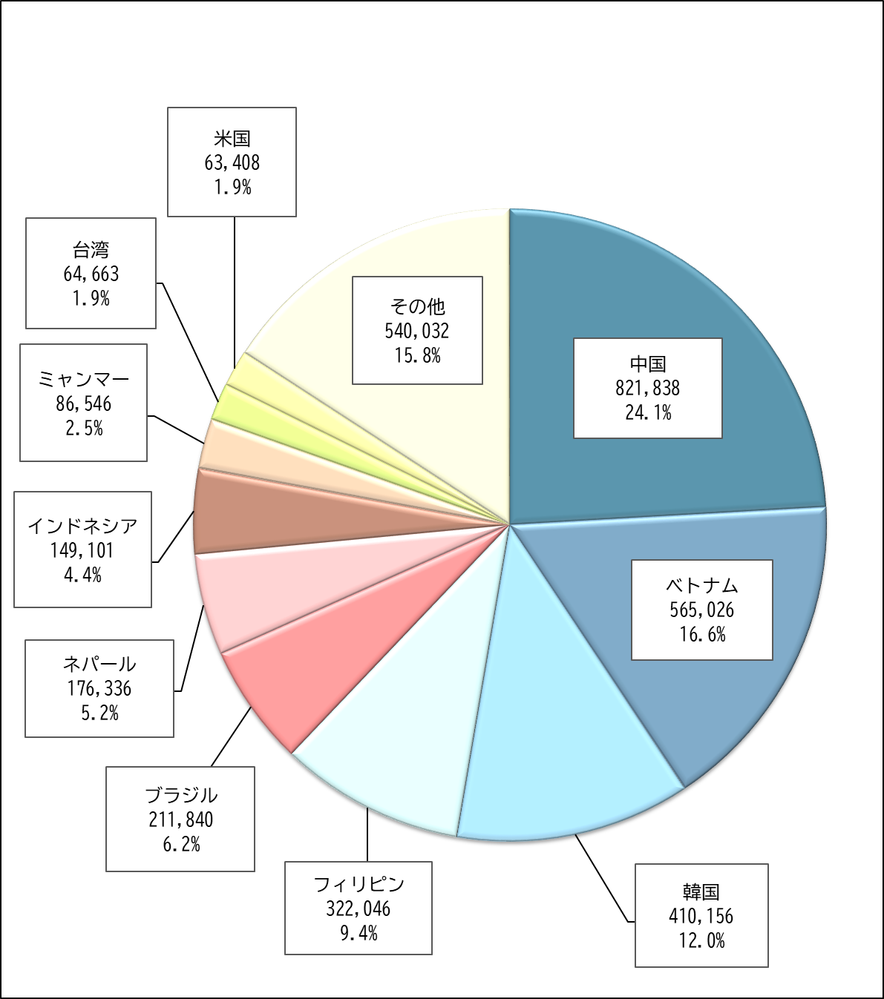 米国
63,408
1.9%
台湾
64,663
1.9%
その他
540,032
15.8%
中国
821,838
24.1%
ミャンマー
86,546
2.5%
インドネシア
149,101
4.4%
ベトナム
565,026
16.6%
ネパール
176,336
5.2%
ブラジル
211,840
6.2%
フィリピン
322,046
9.4%
韓国
410,156
12.0%